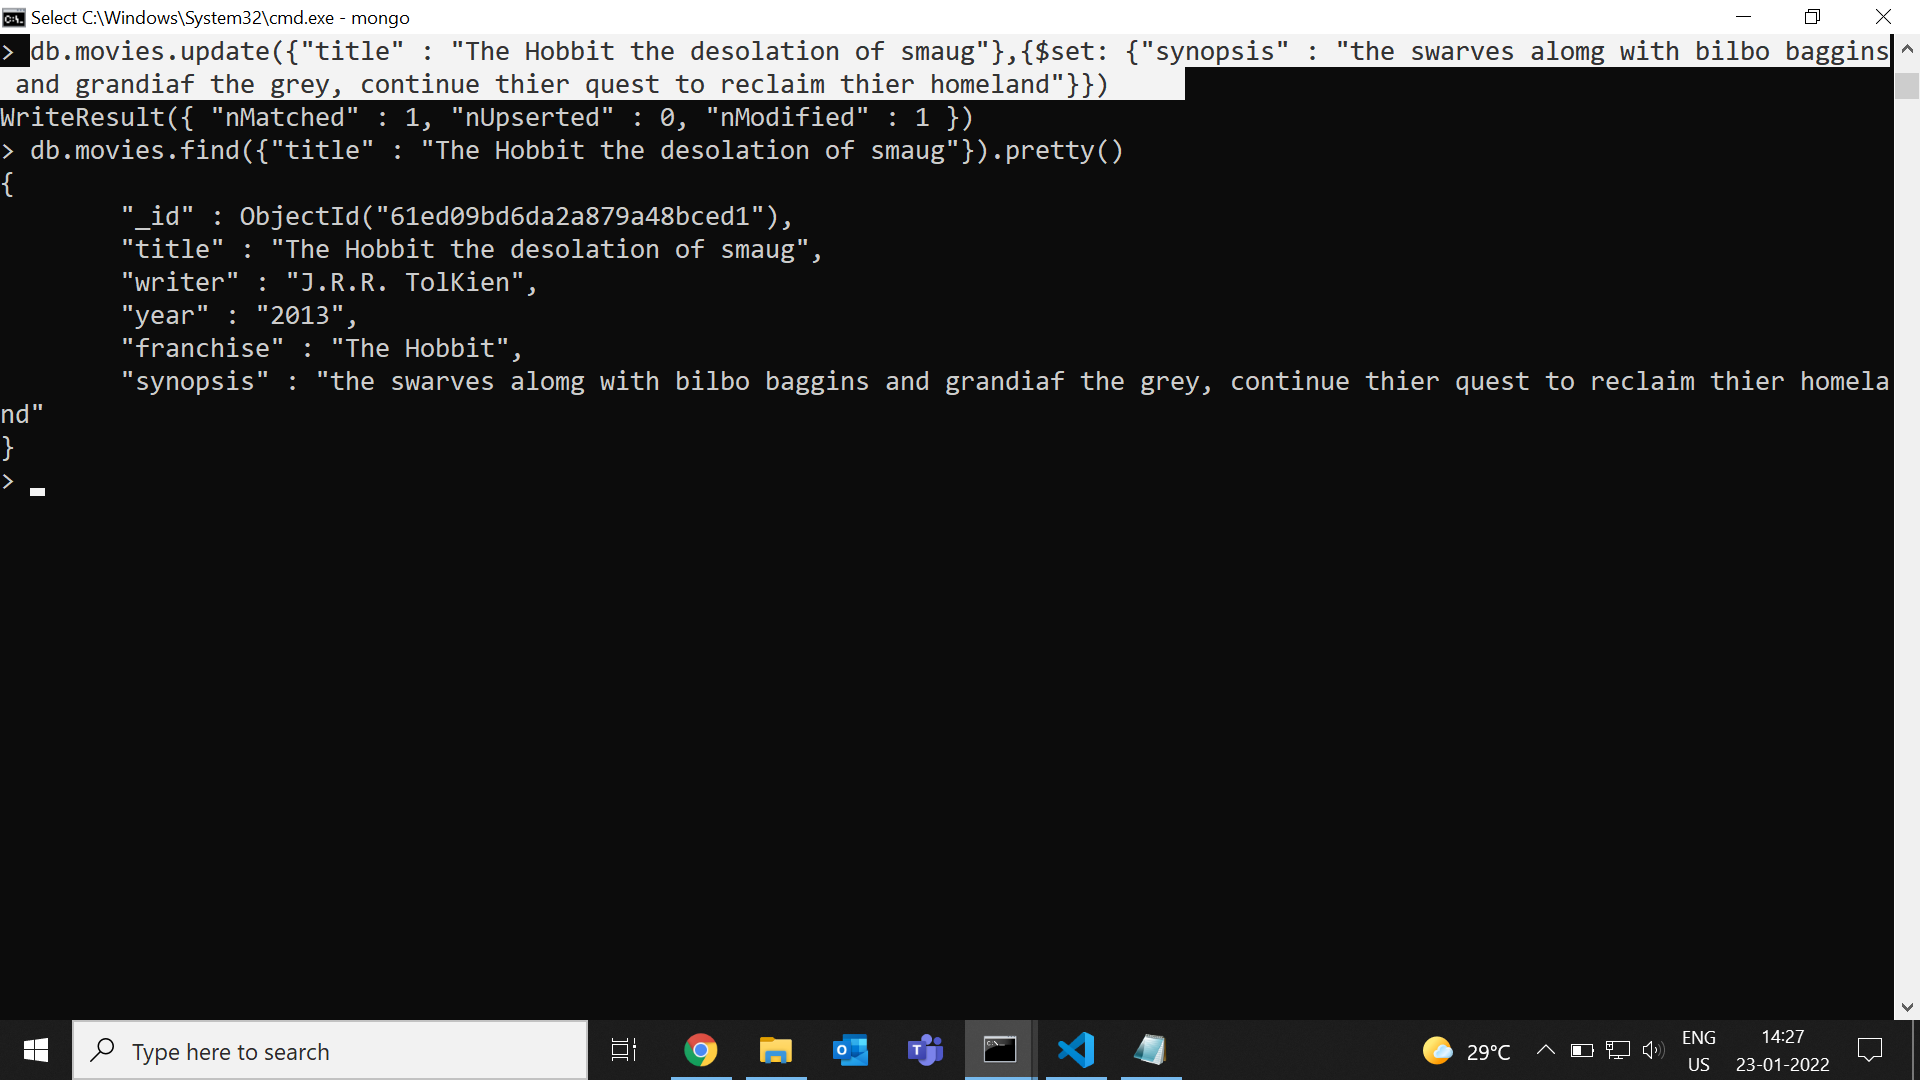 Select C:\Windows\System32\cmd.exe - mongo
> db.movies.update({"title" : "The Hobbit the desolation of smaug"},{$set: {"synopsis" : "the swarves alomg with bilbo baggins
and grandiaf the grey, continue thier quest to reclaim thier homeland"}})
WriteResult({ "nMatched" : 1, "nUpserted" : 0, "nModified" : 1 })
> db.movies.find({"title" : "The Hobbit the desolation of smaug"}).pretty()
{
"_id" : ObjectId("61ed09bd6da2a879a48bced1"),
"title" : "The Hobbit the desolation of smaug",
"writer" : "J.R.R. TolKien",
"year" : "2013",
"franchise" : "The Hobbit",
"synopsis" : "the swarves alomg with bilbo baggins and grandiaf the grey, continue thier quest to reclaim thier homela
nd"
}
>
Type here to search
29°C
ENG
US
14:27
23-01-2022